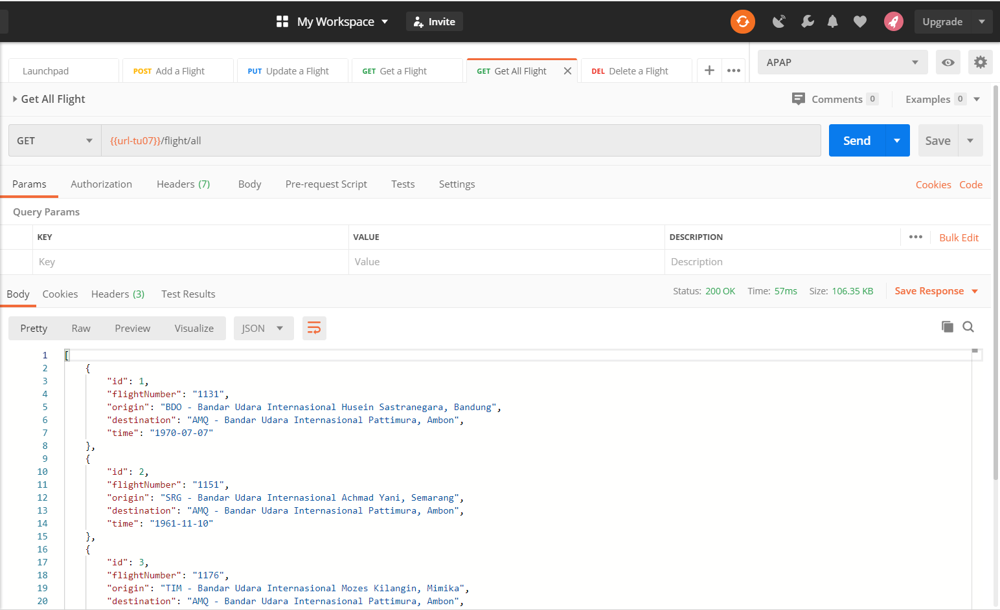 My Workspace Invite Upgrade
Launchpad POST Add a Flight PUT Update a Flight GET Get a Flight GET Get All Flight DEL Delete a Flight APAP
Get All Flight Comments 0 Examples 0
GET {{url-tu07}}/flight/all Send Save
Params Authorization Headers (7) Body Pre-request Script Tests Settings Cookies Code
Query Params
KEY VALUE DESCRIPTION Bulk Edit
Key Value Description
Body Cookies Headers (3) Test Results Status: 200 OK Time: 57ms Size: 106.35 KB Save Response
Pretty Raw Preview Visualize JSON
1 [
2 {
3 "id": 1,
4 "flightNumber": "1131",
5 "origin": "BDO - Bandar Udara Internasional Husein Sastranegara, Bandung",
6 "destination": "AMQ - Bandar Udara Internasional Pattimura, Ambon",
7 "time": "1970-07-07"
8 },
9 {
10 "id": 2,
11 "flightNumber": "1151",
12 "origin": "SRG - Bandar Udara Internasional Achmad Yani, Semarang",
13 "destination": "AMQ - Bandar Udara Internasional Pattimura, Ambon",
14 "time": "1961-11-10"
15 },
16 {
17 "id": 3,
18 "flightNumber": "1176",
19 "origin": "TIM - Bandar Udara Internasional Mozes Kilangin, Mimika",
20 "destination": "AMQ - Bandar Udara Internasional Pattimura, Ambon",